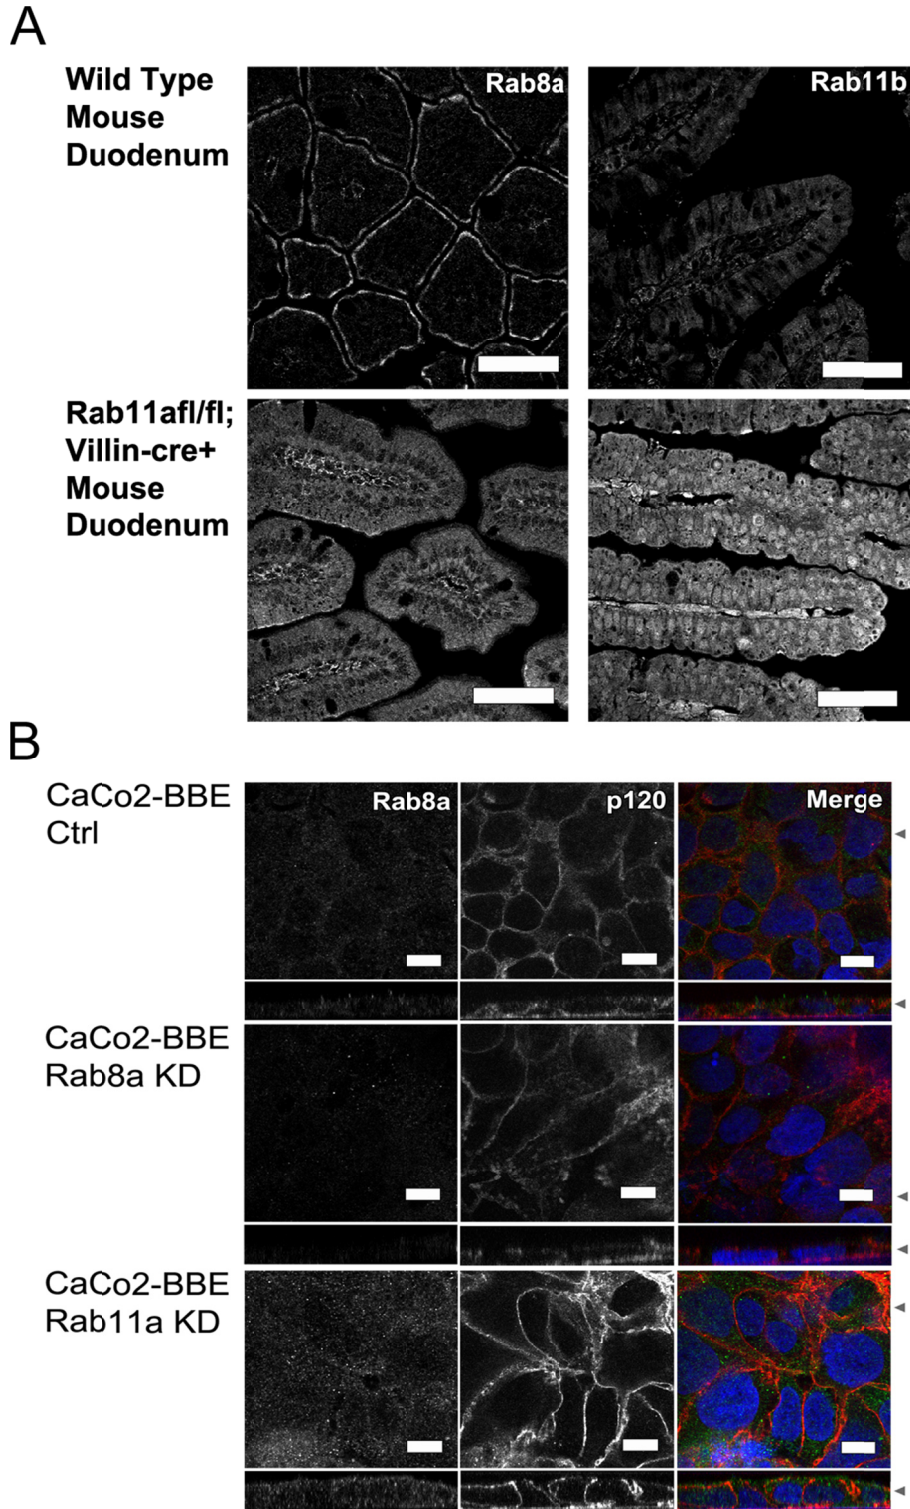 A
Wild Type
Mouse
Duodenum
Rab8a
Rab11b
Rab11afl/fl;
Villin-cre+
Mouse
Duodenum
B
CaCo2-BBE
Ctrl
Rab8a
p120
Merge
CaCo2-BBE
Rab8a KD
CaCo2-BBE
Rab11a KD